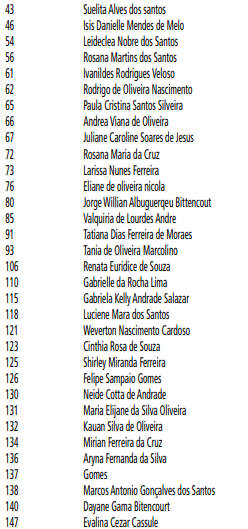 43 Suelita Alves dos santos
46 Isis Danielle Mendes de Melo
54 Leideclea Nobre dos Santos
56 Rosana Martins dos Santos
61 Ivanildes Rodrigues Veloso
62 Rodrigo de Oliveira Nascimento
65 Paula Cristina Santos Silveira
66 Andrea Viana de Oliveira
67 Juliane Caroline Soares de Jesus
72 Rosana Maria da Cruz
73 Larissa Nunes Ferreira
76 Eliane de oliveira nicola
80 Jorge Willian Albuguerqeu Bittencout
85 Valquiria de Lourdes Andre
91 Tatiana Dias Ferreira de Moraes
93 Tania de Oliveira Marcolino
106 Renata Euridice de Souza
110 Gabrielle da Rocha Lima
115 Gabriela Kelly Andrade Salazar
118 Luciene Mara dos Santos
121 Weverton Nascimento Cardoso
123 Cinthia Rosa de Souza
125 Shirley Miranda Ferreira
126 Felipe Sampaio Gomes
130 Neide Cotta de Andrade
131 Maria Elijane da Silva Oliveira
132 Kauan Silva de Oliveira
134 Mirian Ferreira da Cruz
136 Aryna Fernanda da Silva
137 Gomes
138 Marcos Antonio Gonçalves dos Santos
140 Dayane Gama Bitencourt
147 Evalina Cezar Cassule